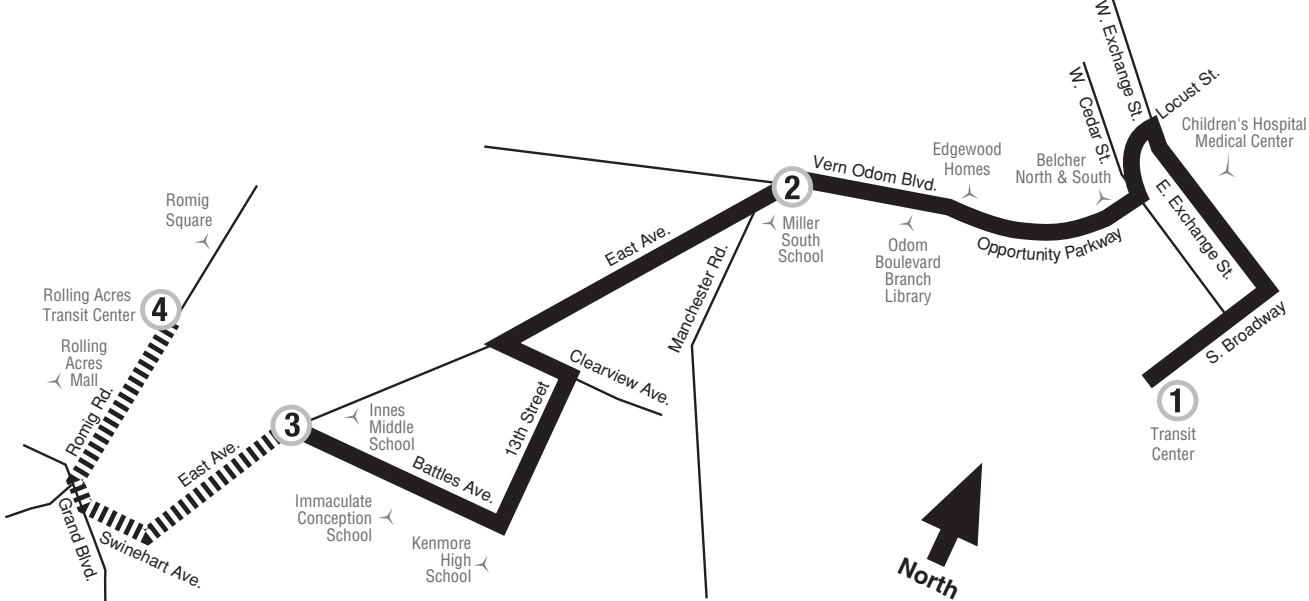 W. Exchange St.
Locust St.
W. Cedar St.
Children's Hospital
Medical Center
Edgewood
Homes
Belcher
North & South
Vern Odom Blvd.
2
Miller
South
School
Odom
Boulevard
Branch
Library
Opportunity Parkway
E. Exchange St.
S. Broadway
1
Transit
Center
East Ave.
Manchester Rd.
Clearview Ave.
13th Street
Romig
Square
Rolling Acres
Transit Center
4
Rolling
Acres
Mall
Romig Rd.
3
Innes
Middle
School
East Ave.
Battles Ave.
Immaculate
Conception
School
Kenmore
High
School
Grand Blvd.
Swinehart Ave.
North